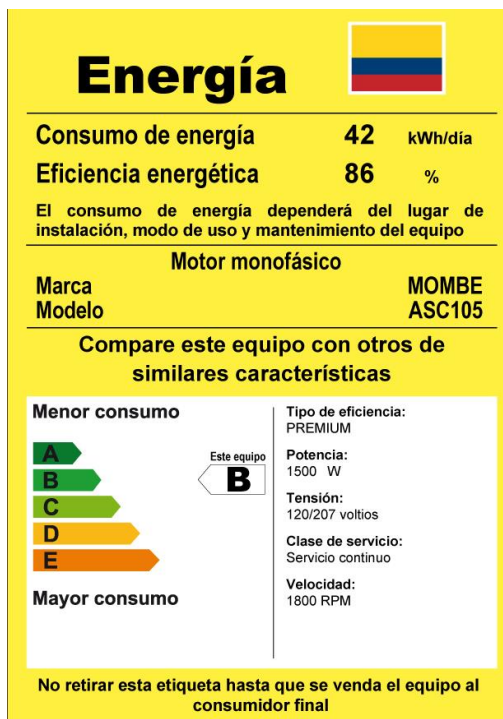 Energía
Consumo de energía 42 kWh/día
Eficiencia energética 86 %
El consumo de energía dependerá del lugar de
instalación, modo de uso y mantenimiento del equipo
Motor monofásico
Marca MOMBE
Modelo ASC105
Compare este equipo con otros de
similares características
Menor consumo
A
B
C
D
E
Mayor consumo
Este equipo
B
Tipo de eficiencia:
PREMIUM
Potencia:
1500 W
Tensión:
120/207 voltios
Clase de servicio:
Servicio continuo
Velocidad:
1800 RPM
No retirar esta etiqueta hasta que se venda el equipo al
consumidor final